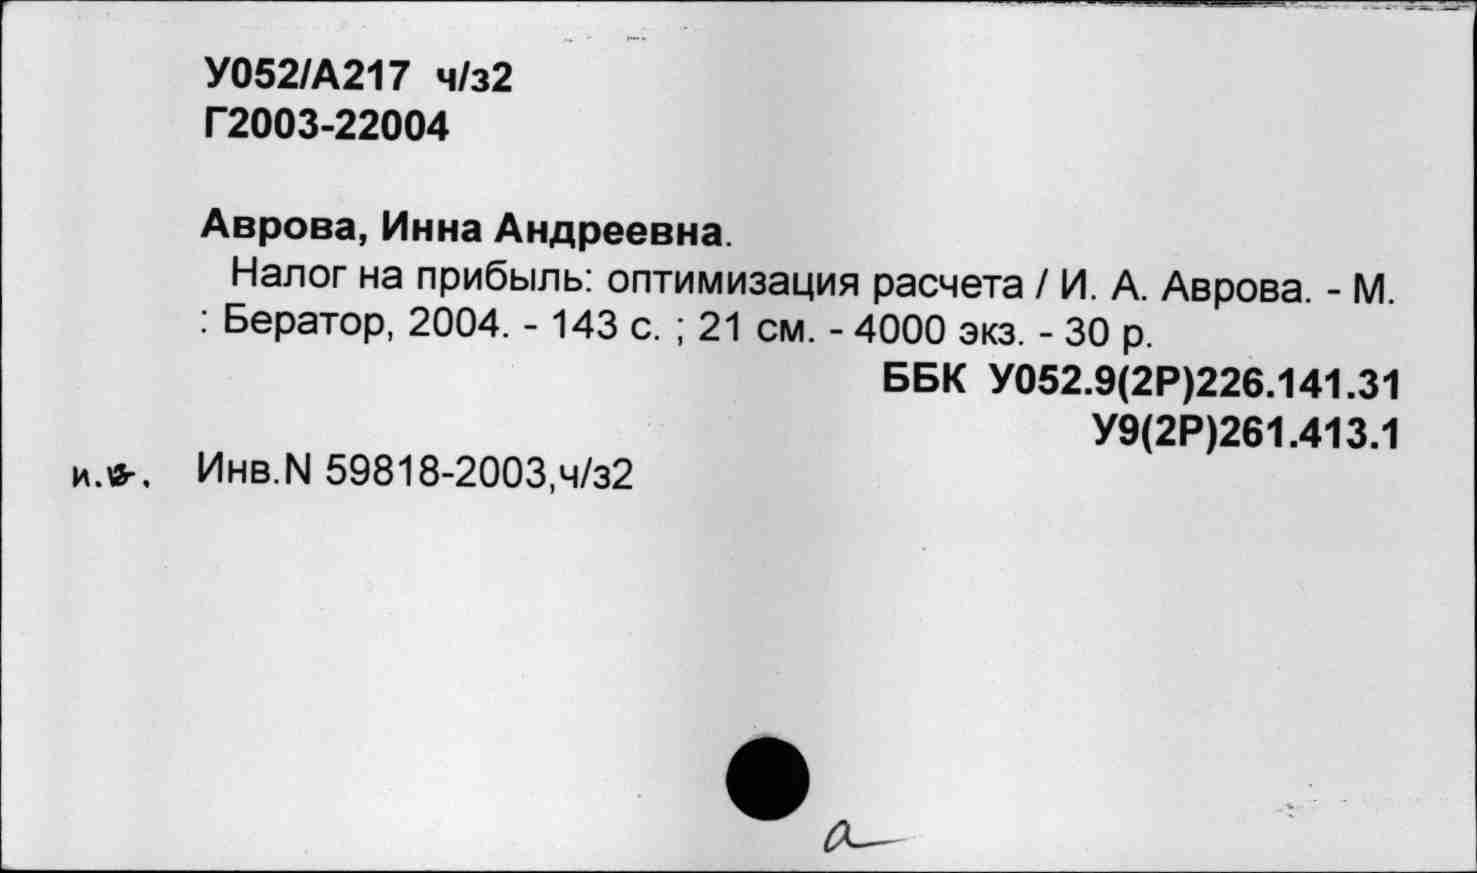 У052/А217 ч/з2
Г2003-22004
Аврова, Инна Андреевна.
Налог на прибыль: оптимизация расчета / И. А. Аврова. - М.
: Бератор, 2004. - 143 с. ; 21 см. - 4000 экз. - 30 р.
ББК У052.9(2Р)226.141.31
У9(2Р)261.413.1
Инв.N 59818-2003,ч/з2
а